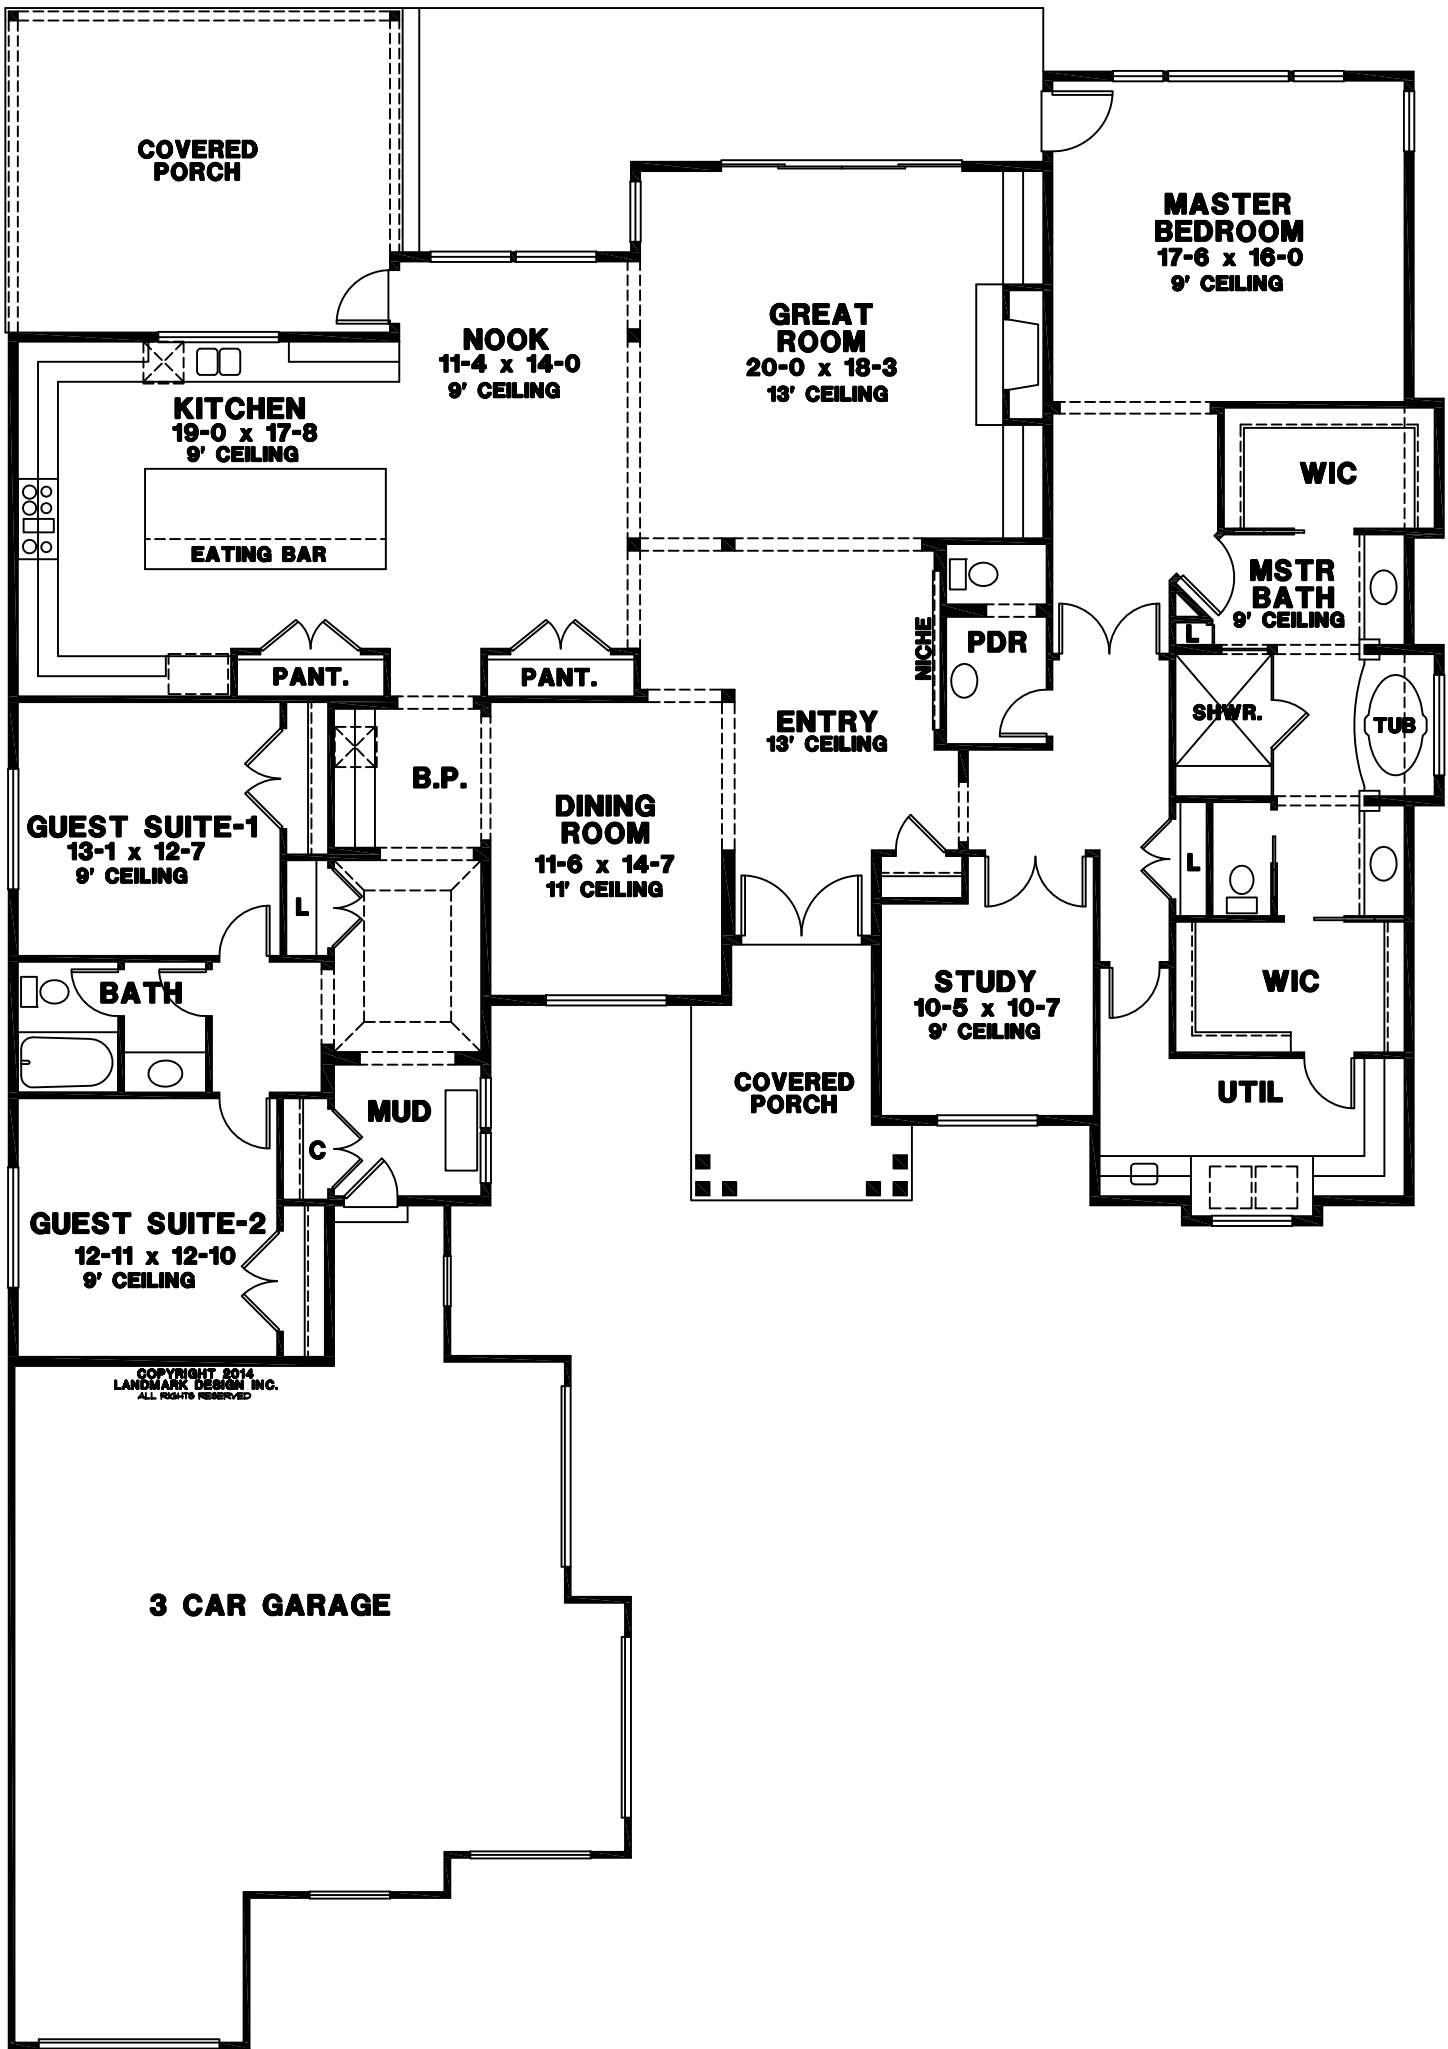 COVERED
PORCH
MASTER
BEDROOM
17-6 x 16-0
9' CEILING
GREAT
ROOM
20-0 x 18-3
13' CEILING
NOOK
11-4 x 14-0
9' CEILING
KITCHEN
19-0 x 17-8
9' CEILING
EATING BAR
WIC
MSTR
BATH
9' CEILING
L
NICHE
PDR
PANT.
PANT.
SHWR.
TUB
ENTRY
13' CEILING
B.P.
DINING
ROOM
11-6 x 14-7
11' CEILING
GUEST SUITE-1
13-1 x 12-7
9' CEILING
L
L
BATH
STUDY
10-5 x 10-7
9' CEILING
WIC
COVERED
PORCH
UTIL
MUD
C
GUEST SUITE-2
12-11 x 12-10
9' CEILING
COPYRIGHT 2014
LANDMARK DESIGN INC.
ALL RIGHTS RESERVED
3 CAR GARAGE